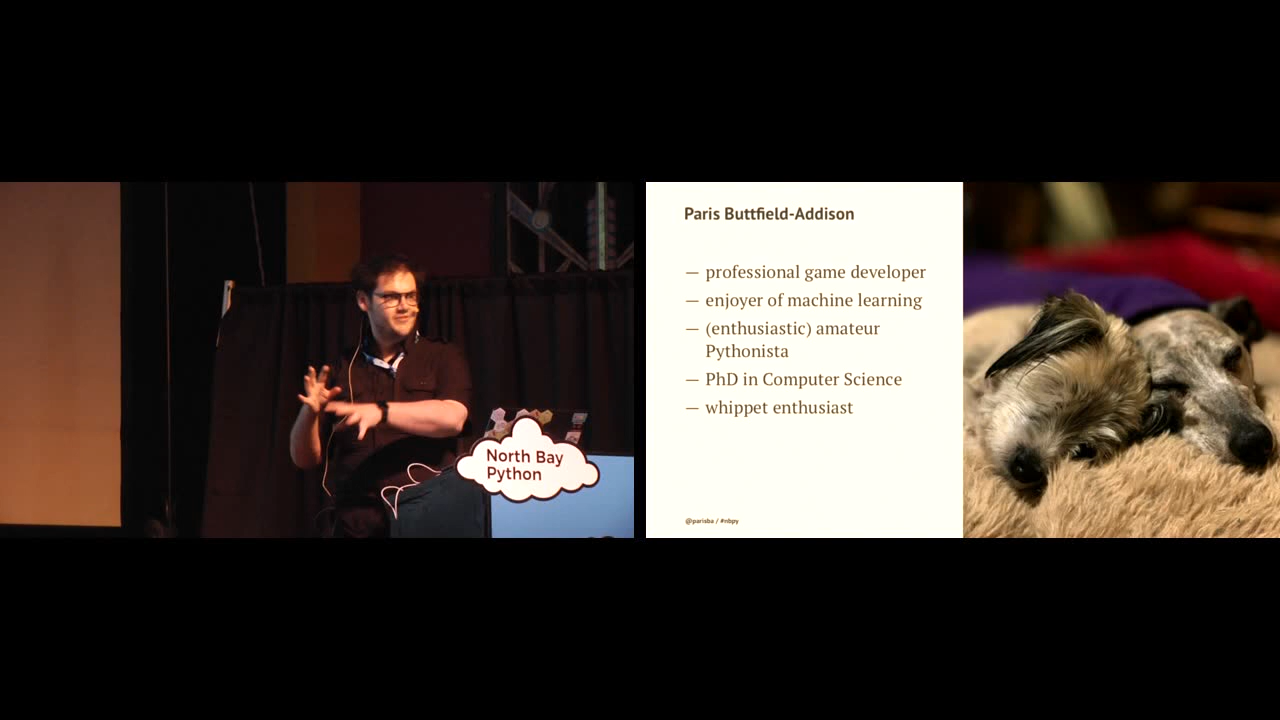 North Bay
Python
Paris Buttfield-Addison
— professional game developer
— enjoyer of machine learning
— (enthusiastic) amateur
Pythonista
— PhD in Computer Science
— whippet enthusiast
@parisba / #nbpy